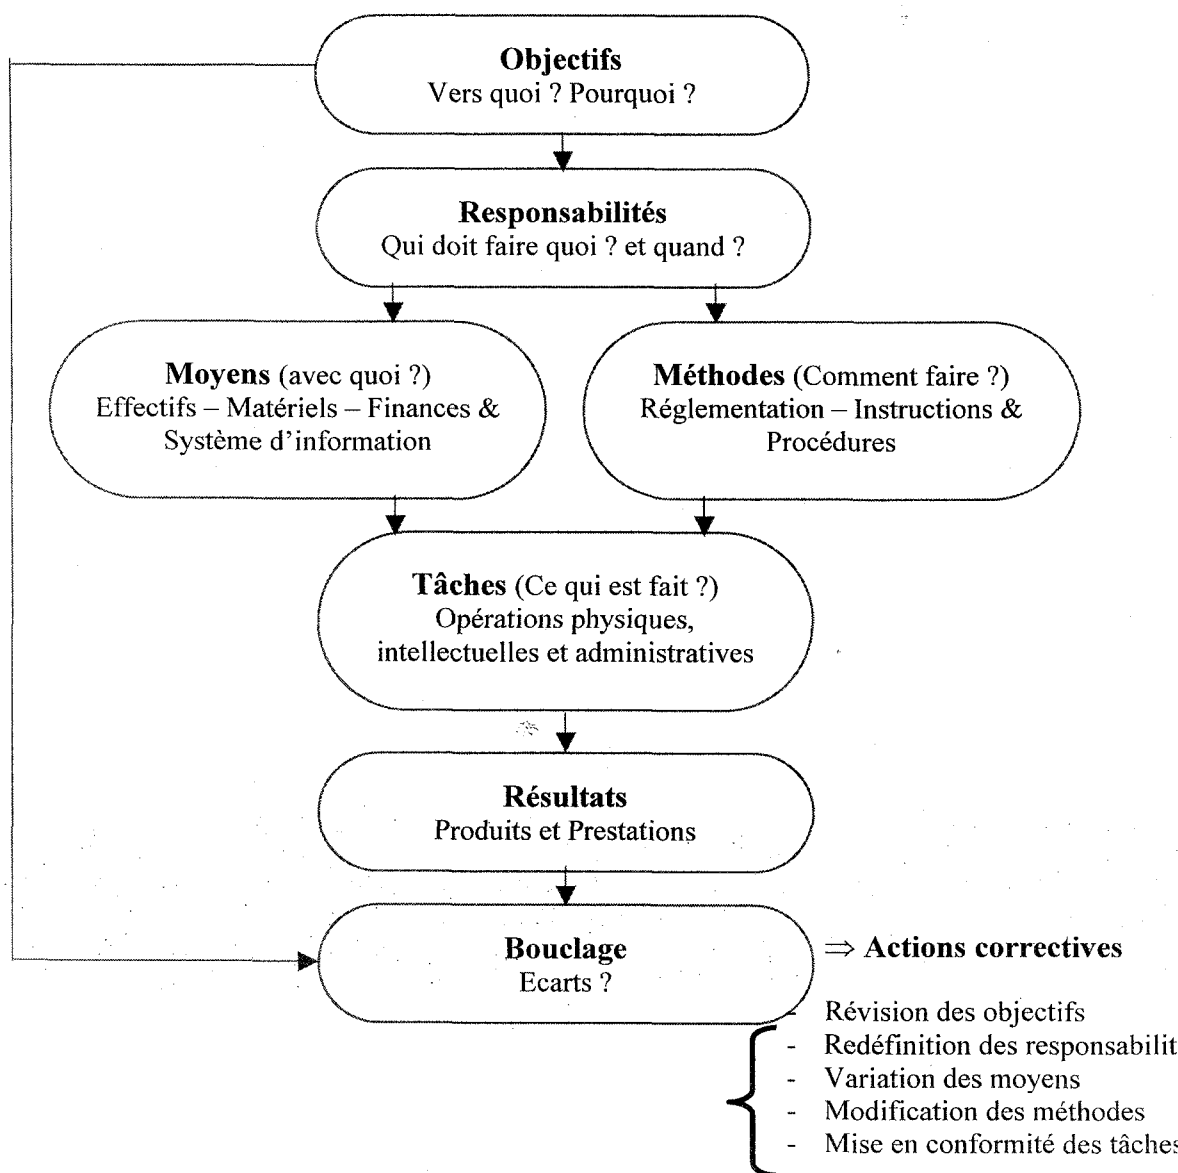 Objectifs
Vers quoi ? Pourquoi ?
Responsabilités
Qui doit faire quoi ? et quand ?
Moyens (avec quoi ?)
Effectifs – Matériels – Finances &
Système d’information
Méthodes (Comment faire ?)
Réglementation – Instructions &
Procédures
Tâches (Ce qui est fait ?)
Opérations physiques,
intellectuelles et administratives
Résultats
Produits et Prestations
Bouclage
Ecarts ?
⇒ Actions correctives
- Révision des objectifs
- Redéfinition des responsabilit
- Variation des moyens
- Modification des méthodes
- Mise en conformité des tâches